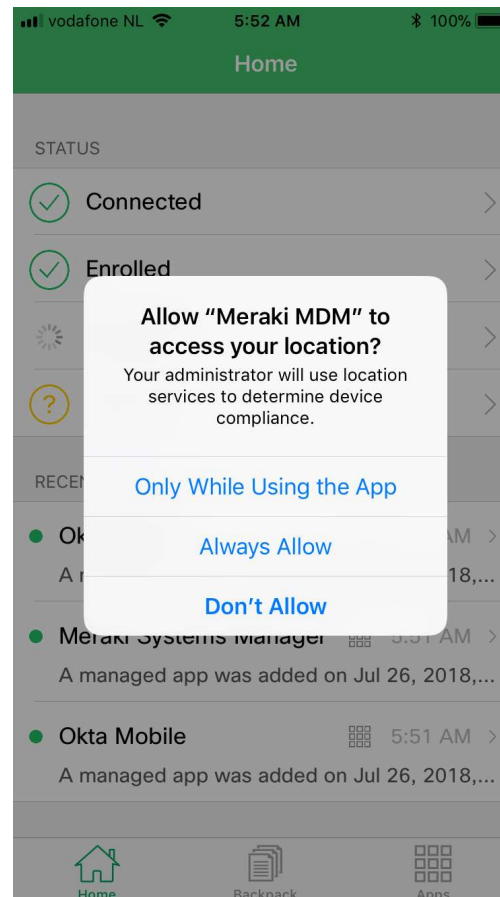 vodafone NL 5:52 AM 100%
Home
STATUS
Connected
Enrolled
Allow “Meraki MDM” to
access your location?
Your administrator will use location
services to determine device
compliance.
?
Only While Using the App
Always Allow
AM
18,...
Don’t Allow
Meraki Systems Manager 5:51 AM
A managed app was added on Jul 26, 2018,...
Okta Mobile 5:51 AM
A managed app was added on Jul 26, 2018,...
Home Backpack Apps